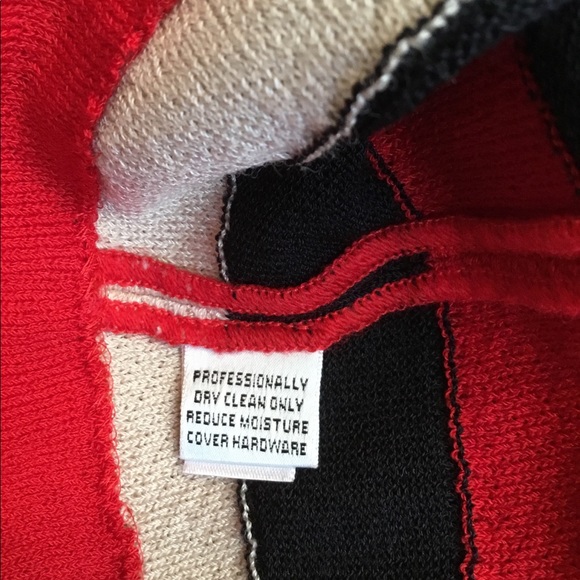 PROFESSIONALLY
DRY CLEAN ONLY
REDUCE MOISTURE
COVER HARDWARE